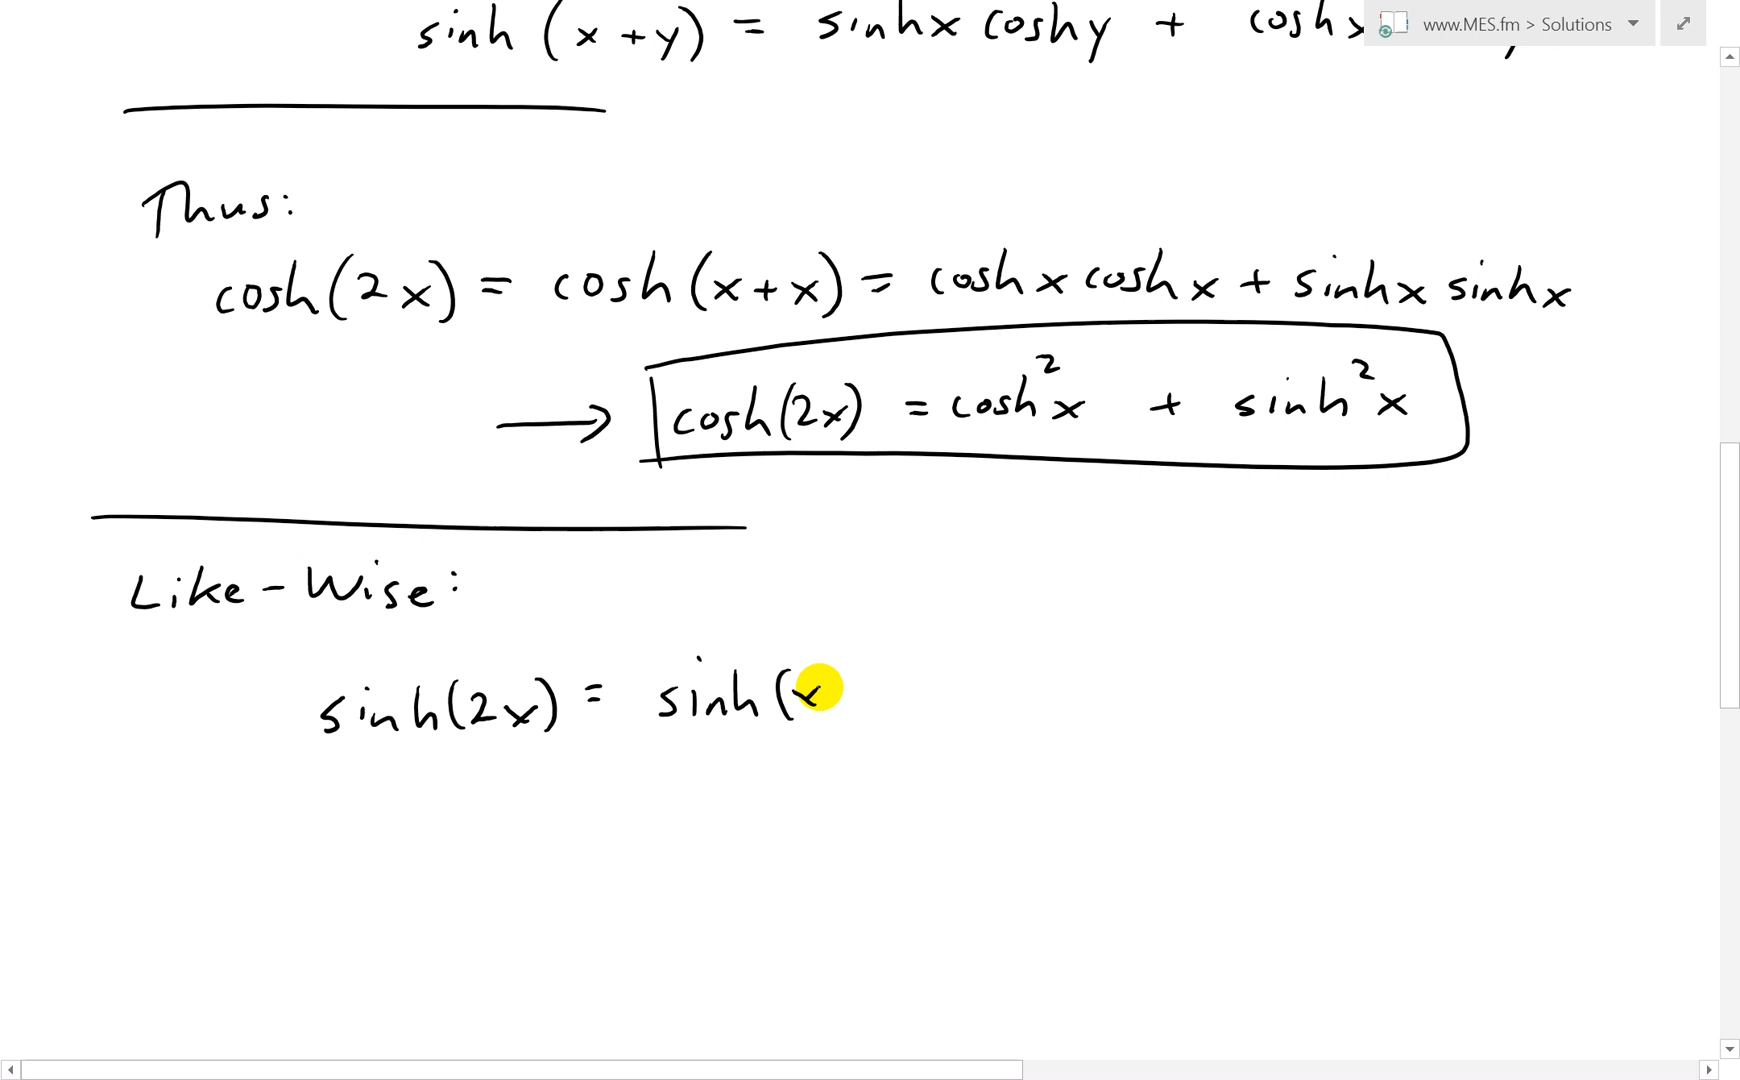 sinh (x+y) = sinhx coshy + cosh x
www.MES.fm > Solutions
Thus:
cosh(2x) = cosh(x+x) = coshx coshx + sinhx sinhx
→ cosh(2x) = cosh²x + sinh²x
Like-Wise:
sinh(2x) = sinh(x